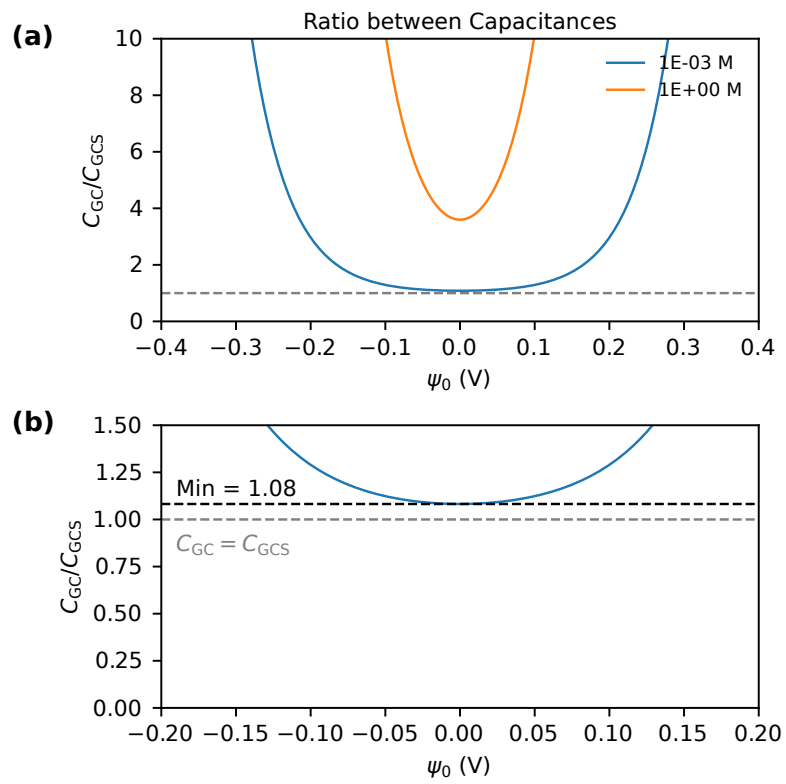 (a)
Ratio between Capacitances
10
8
6
4
2
0
C_GC/C_GCS
1E-03 M
1E+00 M
−0.4 −0.3 −0.2 −0.1 0.0 0.1 0.2 0.3 0.4
ψ_0 (V)
(b)
1.50
1.25
1.00
0.75
0.50
0.25
0.00
C_GC/C_GCS
Min = 1.08
C_GC = C_GCS
−0.20 −0.15 −0.10 −0.05 0.00 0.05 0.10 0.15 0.20
ψ_0 (V)